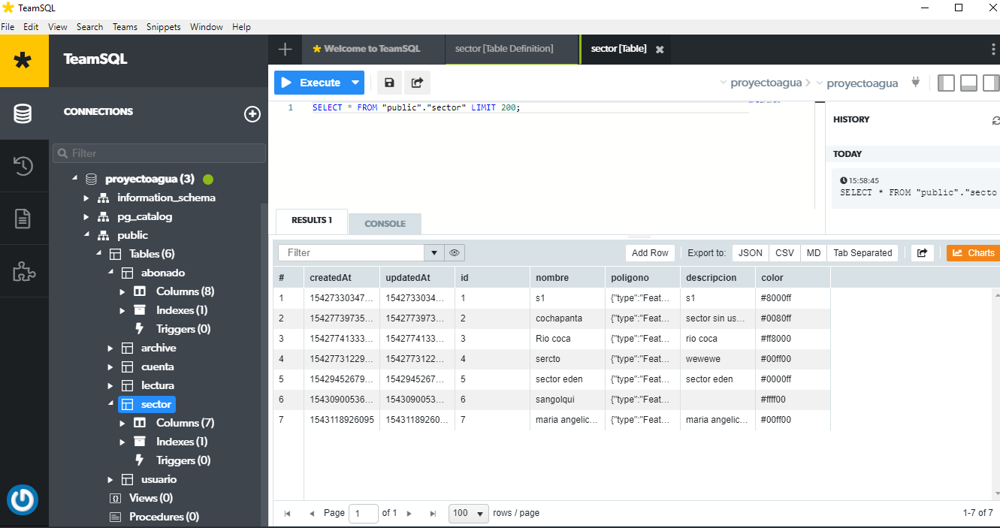 TeamSQL
File Edit View Search Teams Snippets Window Help
TeamSQL
Welcome to TeamSQL
sector [Table Definition]
sector [Table]
CONNECTIONS
Filter
proyectoagua (3)
information_schema
pg_catalog
public
Tables (6)
abonado
Columns (8)
Indexes (1)
Triggers (0)
archive
cuenta
lectura
sector
Columns (7)
Indexes (1)
Triggers (0)
usuario
Views (0)
Procedures (0)
Execute
proyectoagua
proyectoagua
1 SELECT * FROM "public"."sector" LIMIT 200;
HISTORY
TODAY
15:58:45
SELECT * FROM "public"."secto
RESULTS 1
CONSOLE
Filter
Add Row
Export to: JSON CSV MD Tab Separated
Charts
# createdAt updatedAt id nombre poligono descripcion color
1 15427330347... 1542733034... 1 s1 {"type":"Feat... s1 #8000ff
2 15427739735... 1542773973... 2 cochapanta {"type":"Feat... sector sin us... #0080ff
3 15427741333... 1542774133... 3 Rio coca {"type":"Feat... rio coca #ff8000
4 15427731229... 1542773122... 4 sercto {"type":"Feat... wewewe #00ff00
5 15429452679... 1542945267... 5 sector eden {"type":"Feat... sector eden #0000ff
6 15430900536... 1543090053... 6 sangolqui {"type":"Feat... #ffff00
7 1543118926095 15431189260... 7 maria angelic... {"type":"Feat... maria angelic... #00ff00
Page 1 of 1
100 rows / page
1-7 of 7